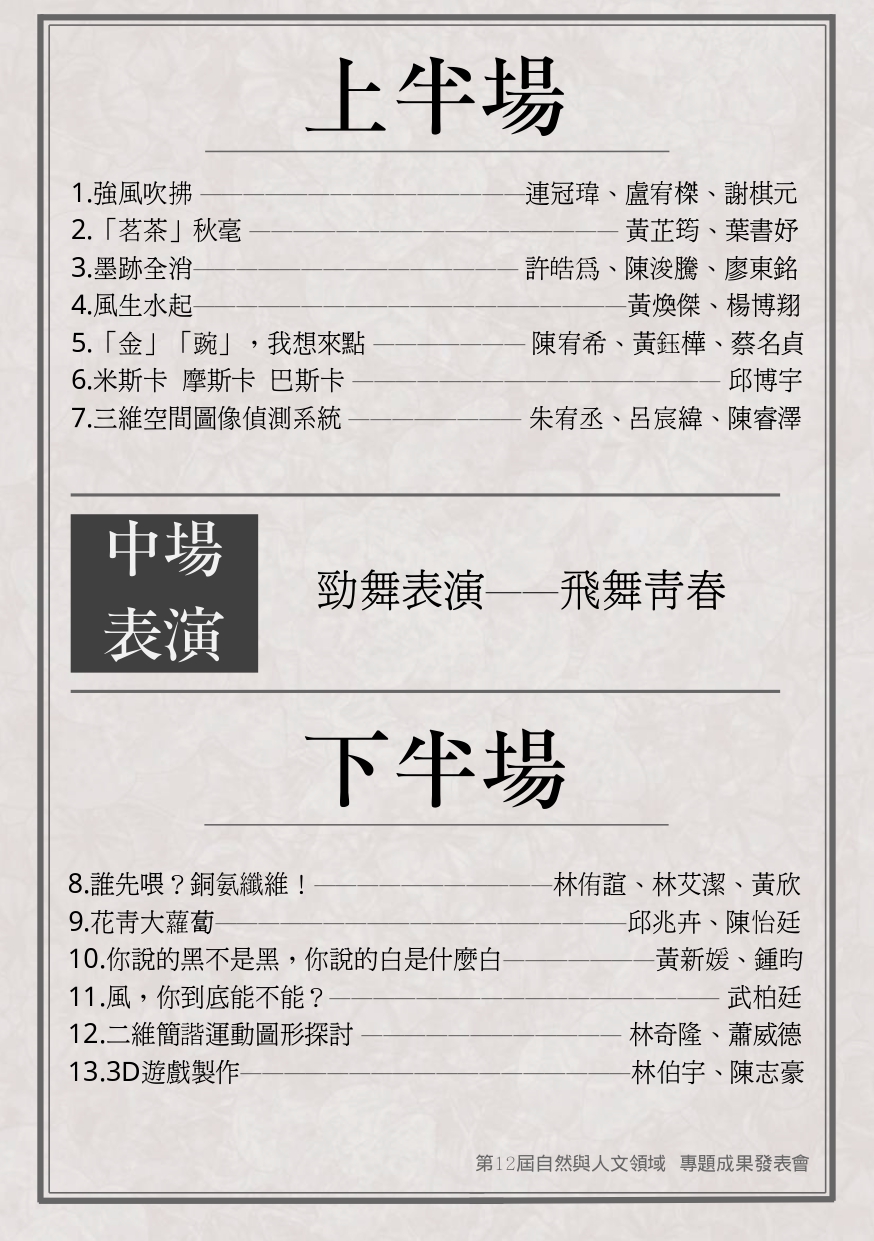 上半場
1.強風吹拂 ——————————————— 連冠瑋、盧宥櫟、謝棋元
2.「茗茶」秋毫 ————————————————— 黃芷筠、葉書妤
3.墨跡全消——————————————— 許皓爲、陳浚騰、廖東銘
4.風生水起————————————————————黃煥傑、楊博翔
5.「金」「豌」，我想來點 ——————— 陳宥希、黃鈺樺、蔡名貞
6.米斯卡 摩斯卡 巴斯卡 ————————————————— 邱博宇
7.三維空間圖像偵測系統 ———————— 朱宥丞、呂宸緯、陳睿澤
中場
表演
勁舞表演——飛舞靑春
下半場
8.誰先喂？銅氨纖維！———————————林侑諠、林艾潔、黃欣
9.花靑大蘿蔔———————————————————邱兆卉、陳怡廷
10.你說的黑不是黑，你說的白是什麼白———————黃新媛、鍾昀
11.風，你到底能不能？—————————————————— 武柏廷
12.二維簡諧運動圖形探討 ———————————— 林奇隆、蕭威德
13.3D遊戲製作——————————————————林伯宇、陳志豪
第12屆自然與人文領域 專題成果發表會